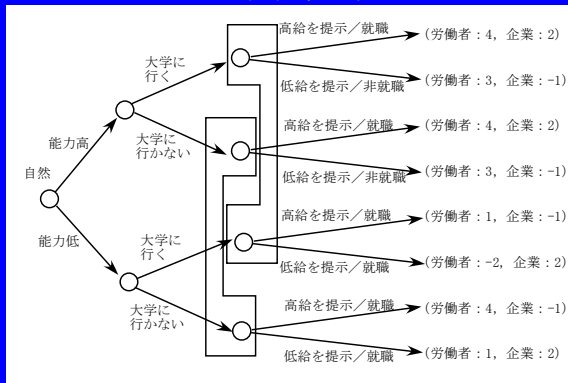 高給を提示／就職
(労働者：4, 企業：2)
大学に
行く
低給を提示／非就職
(労働者：3, 企業：-1)
能力高
大学に
行かない
高給を提示／就職
(労働者：4, 企業：2)
低給を提示／非就職
(労働者：3, 企業：-1)
自然
高給を提示／就職
(労働者：1, 企業：-1)
能力低
大学に
行く
低給を提示／就職
(労働者：-2, 企業：2)
大学に
行かない
高給を提示／就職
(労働者：4, 企業：-1)
低給を提示／就職
(労働者：1, 企業：2)